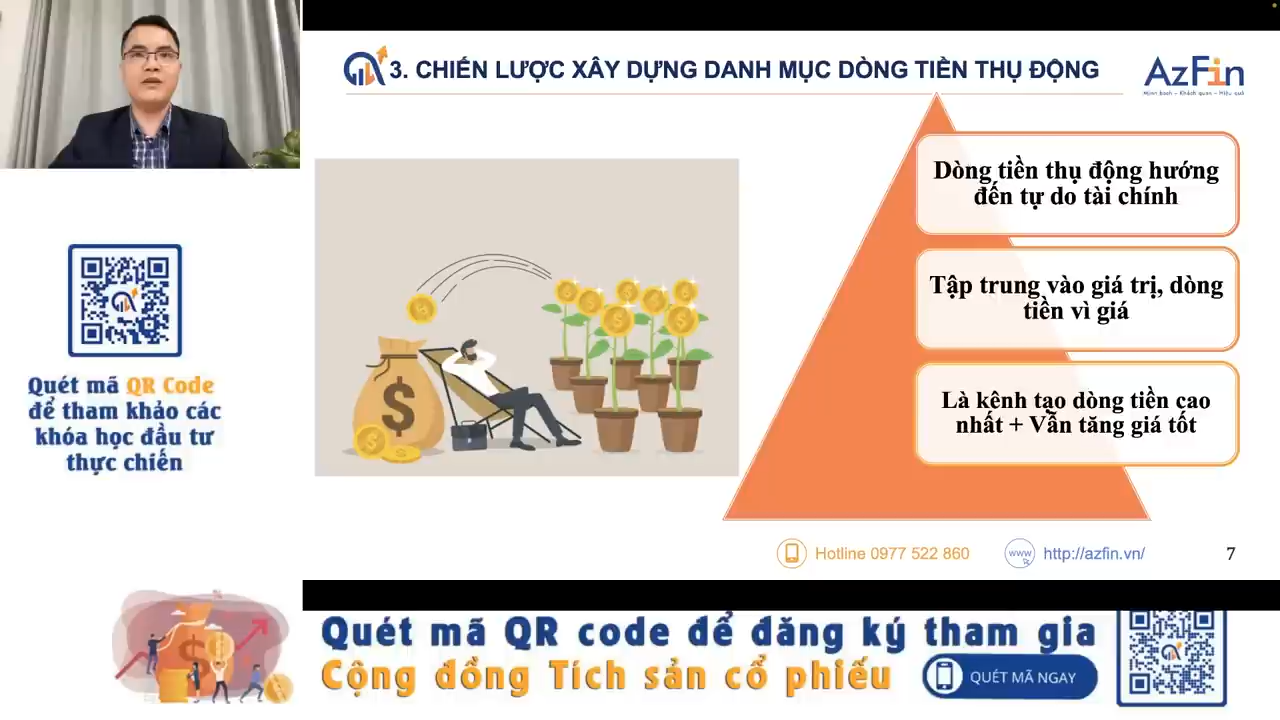 3. CHIẾN LƯỢC XÂY DỰNG DANH MỤC DÒNG TIỀN THỤ ĐỘNG
AzFin
Minh bạch - Khách quan - Hiệu quả
Dòng tiền thụ động hướng
đến tự do tài chính
Tập trung vào giá trị, dòng
tiền vì giá
Là kênh tạo dòng tiền cao
nhất + Vẫn tăng giá tốt
$
Quét mã QR Code
để tham khảo các
khóa học đầu tư
thực chiến
Hotline 0977 522 860
www
http://azfin.vn/
7
Quét mã QR code để đăng ký tham gia
Cộng đồng Tích sản cổ phiếu
QUÉT MÃ NGAY